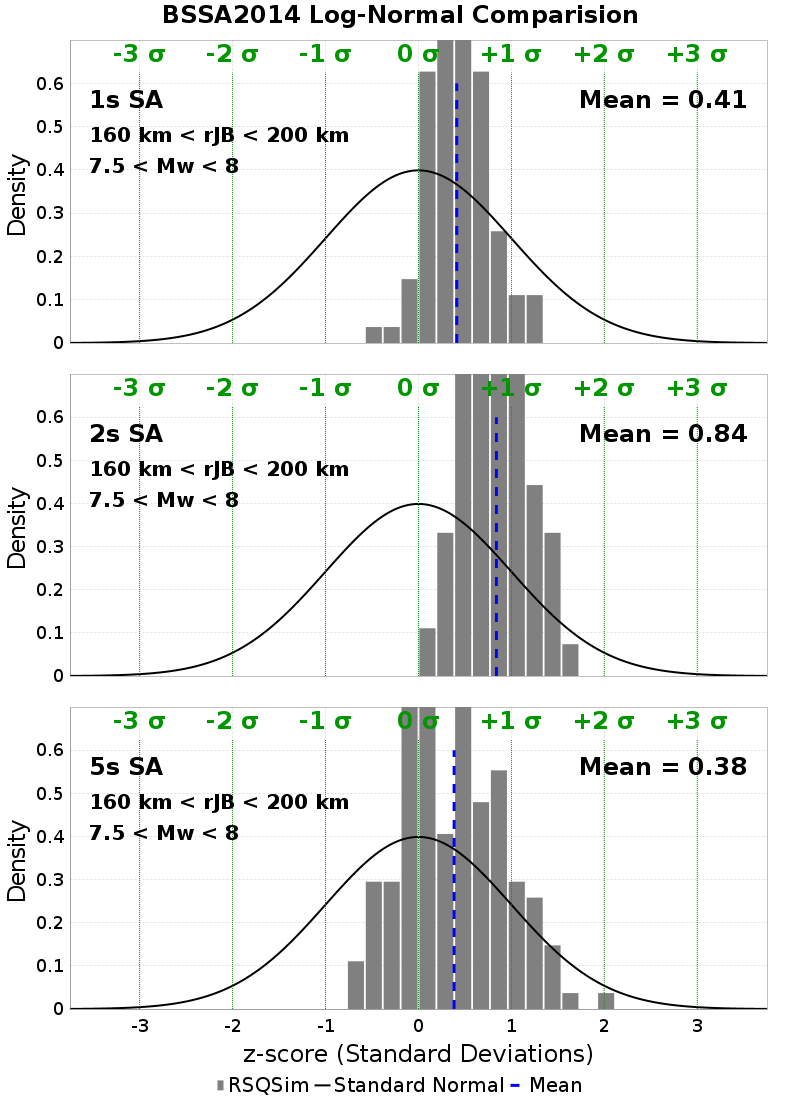 BSSA2014 Log-Normal Comparision
-3 σ -2 σ -1 σ 0 σ +1 σ +2 σ +3 σ
0.6
1s SA Mean = 0.41
0.5
160 km < rJB < 200 km
7.5 < Mw < 8
0.4
0.3
0.2
0.1
0
Density
-3 σ -2 σ -1 σ 0 σ +1 σ +2 σ +3 σ
0.6
2s SA Mean = 0.84
0.5
160 km < rJB < 200 km
7.5 < Mw < 8
0.4
0.3
0.2
0.1
0
Density
-3 σ -2 σ -1 σ 0 σ +1 σ +2 σ +3 σ
0.6
5s SA Mean = 0.38
0.5
160 km < rJB < 200 km
7.5 < Mw < 8
0.4
0.3
0.2
0.1
0
Density
-3 -2 -1 0 1 2 3
z-score (Standard Deviations)
RSQSim Standard Normal Mean